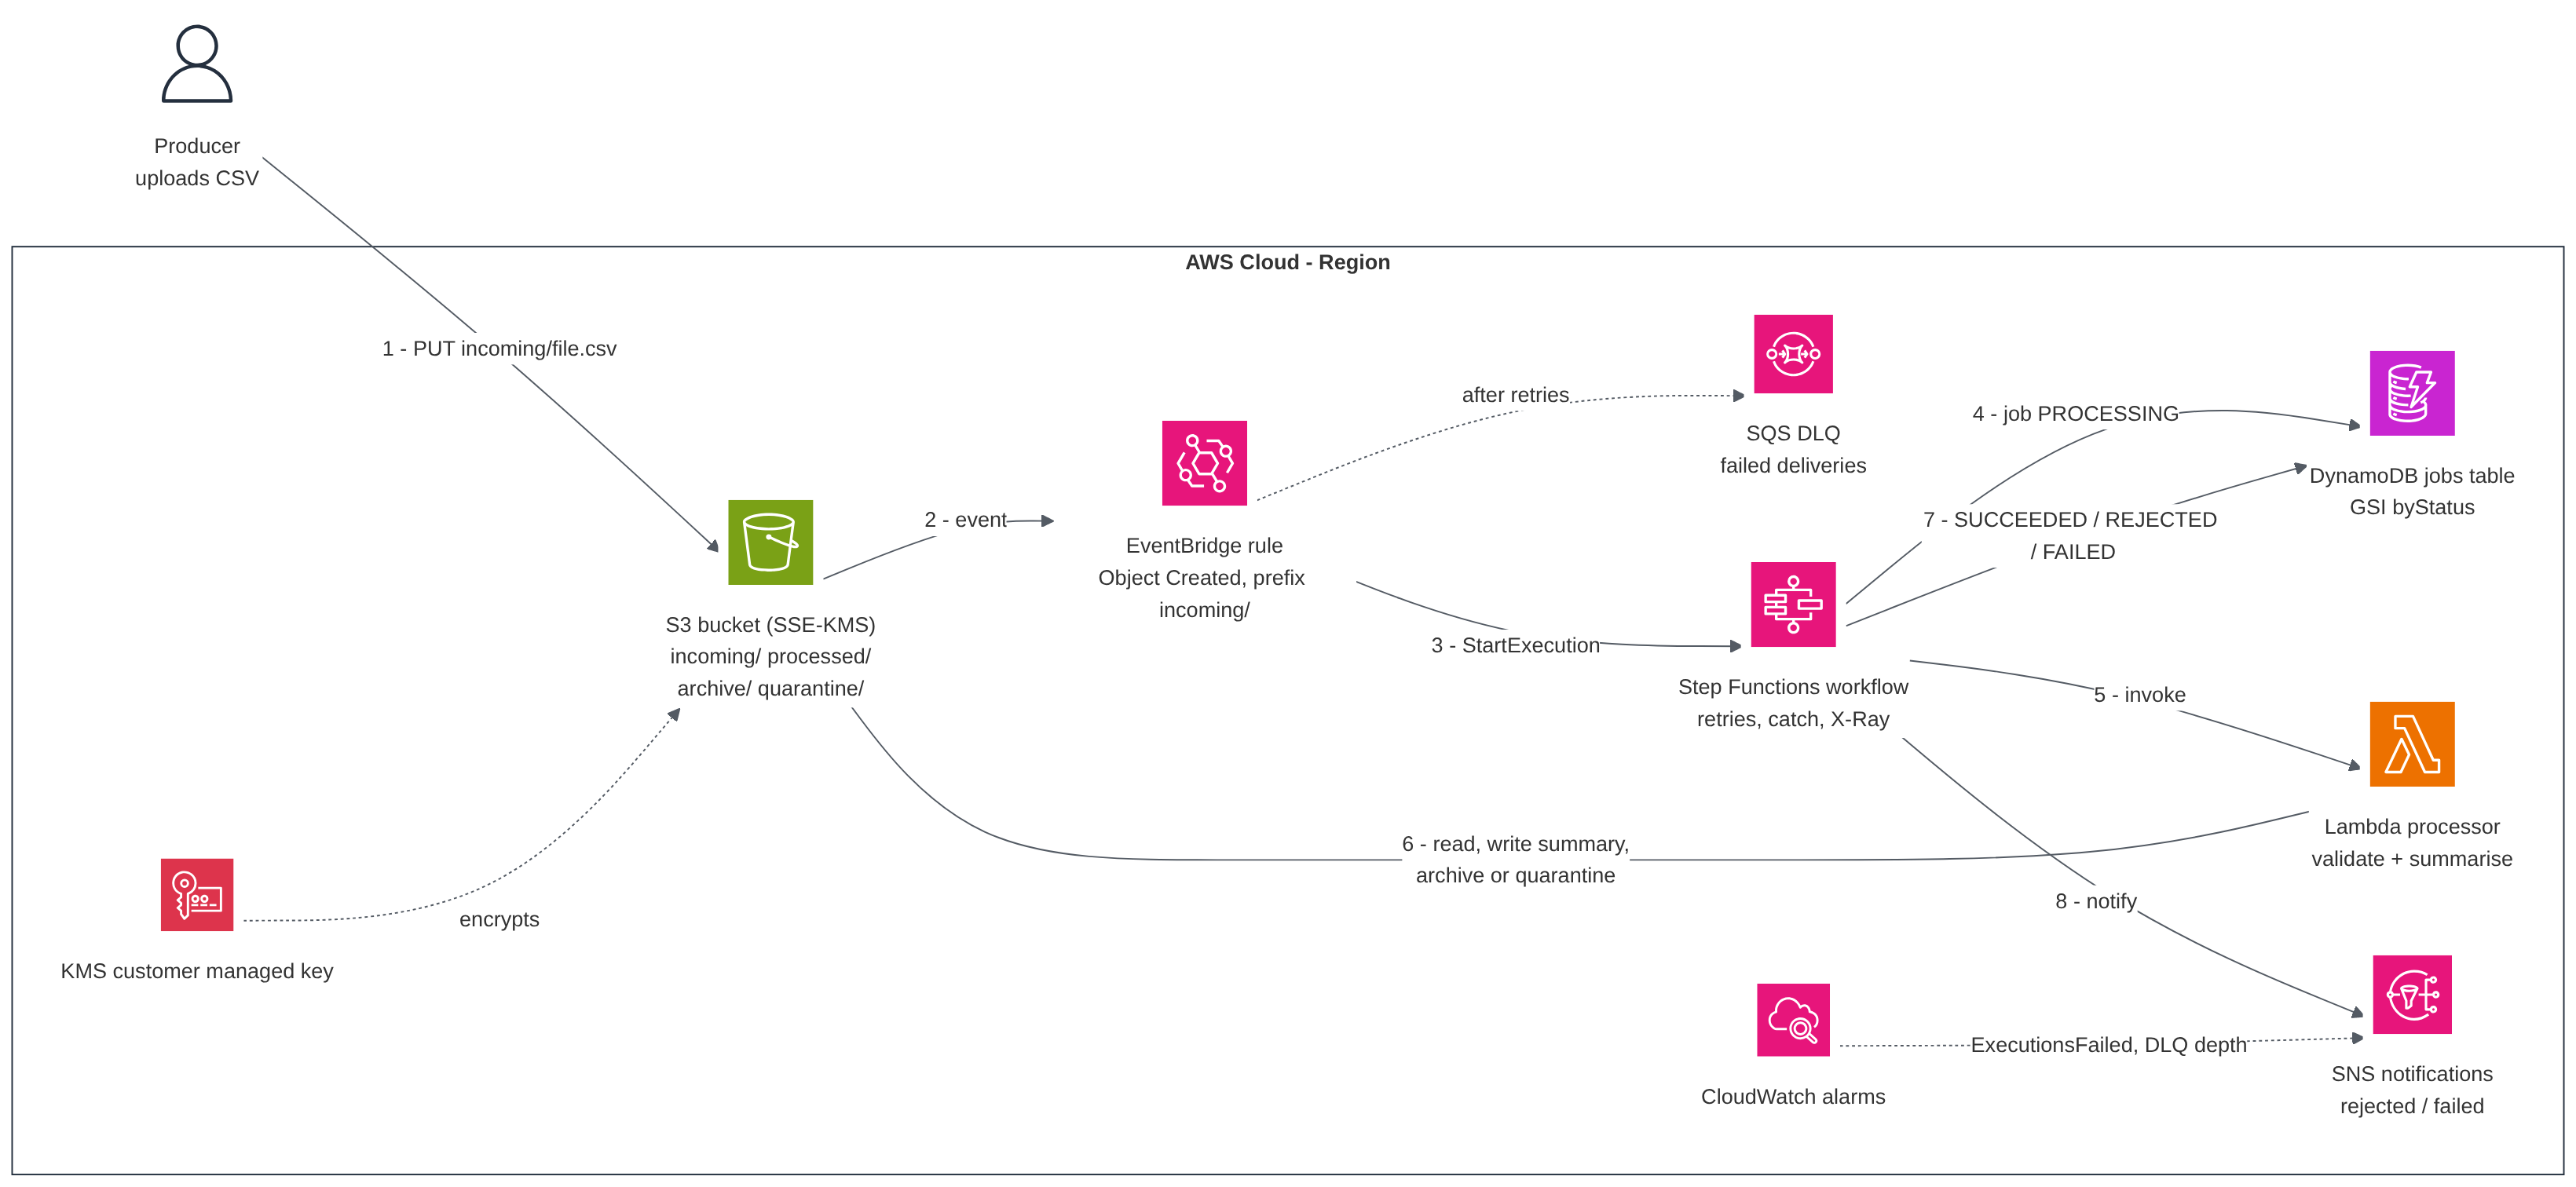 Producer
uploads CSV
AWS Cloud - Region
1 - PUT incoming/file.csv
S3 bucket (SSE-KMS)
incoming/ processed/
archive/ quarantine/
2 - event
EventBridge rule
Object Created, prefix
incoming/
after retries
SQS DLQ
failed deliveries
3 - StartExecution
Step Functions workflow
retries, catch, X-Ray
4 - job PROCESSING
7 - SUCCEEDED / REJECTED
/ FAILED
DynamoDB jobs table
GSI byStatus
5 - invoke
Lambda processor
validate + summarise
6 - read, write summary,
archive or quarantine
8 - notify
encrypts
KMS customer managed key
CloudWatch alarms
ExecutionsFailed, DLQ depth
SNS notifications
rejected / failed